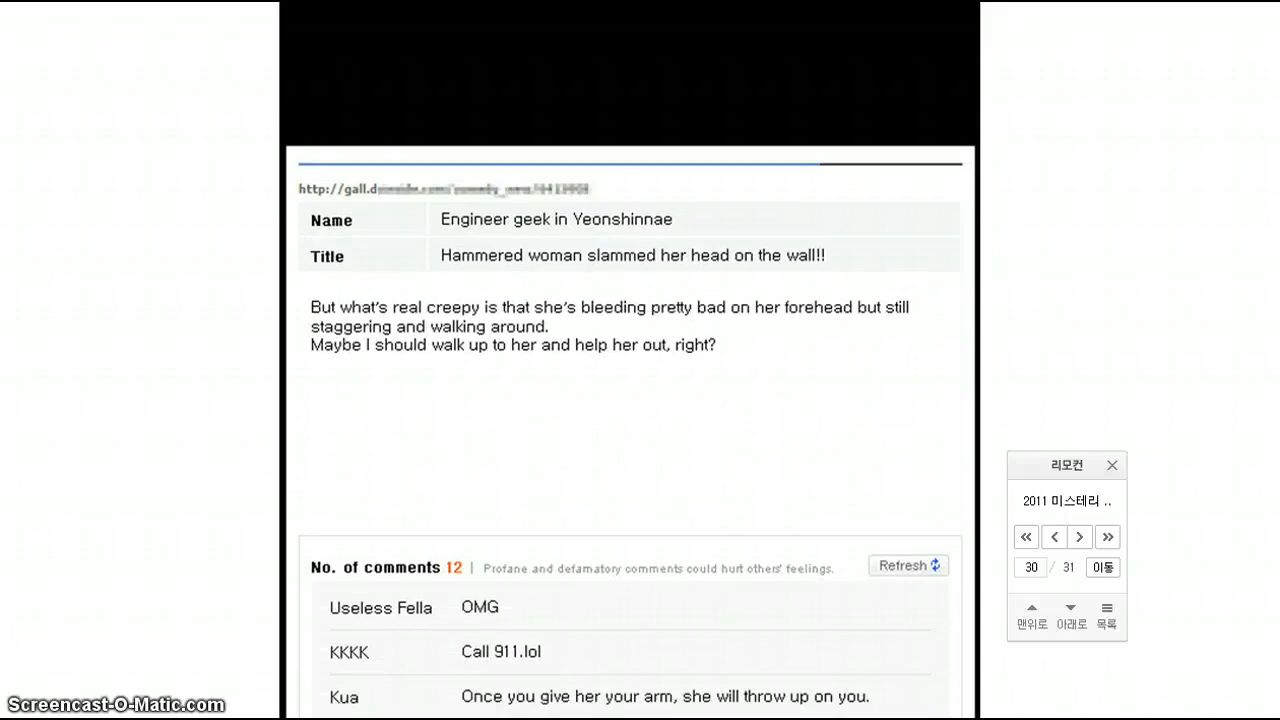 http://gall.d
Name Engineer geek in Yeonshinnae
Title Hammered woman slammed her head on the wall!!
But what's real creepy is that she's bleeding pretty bad on her forehead but still
staggering and walking around.
Maybe I should walk up to her and help her out, right?
No. of comments 12 | Profane and defamatory comments could hurt others' feelings. Refresh
Useless Fella OMG
KKKK Call 911.lol
Kua Once you give her your arm, she will throw up on you.
리모컨
2011 미스테리 ..
30 / 31 이동
맨위로 아래로 목록
Screencast-O-Matic.com